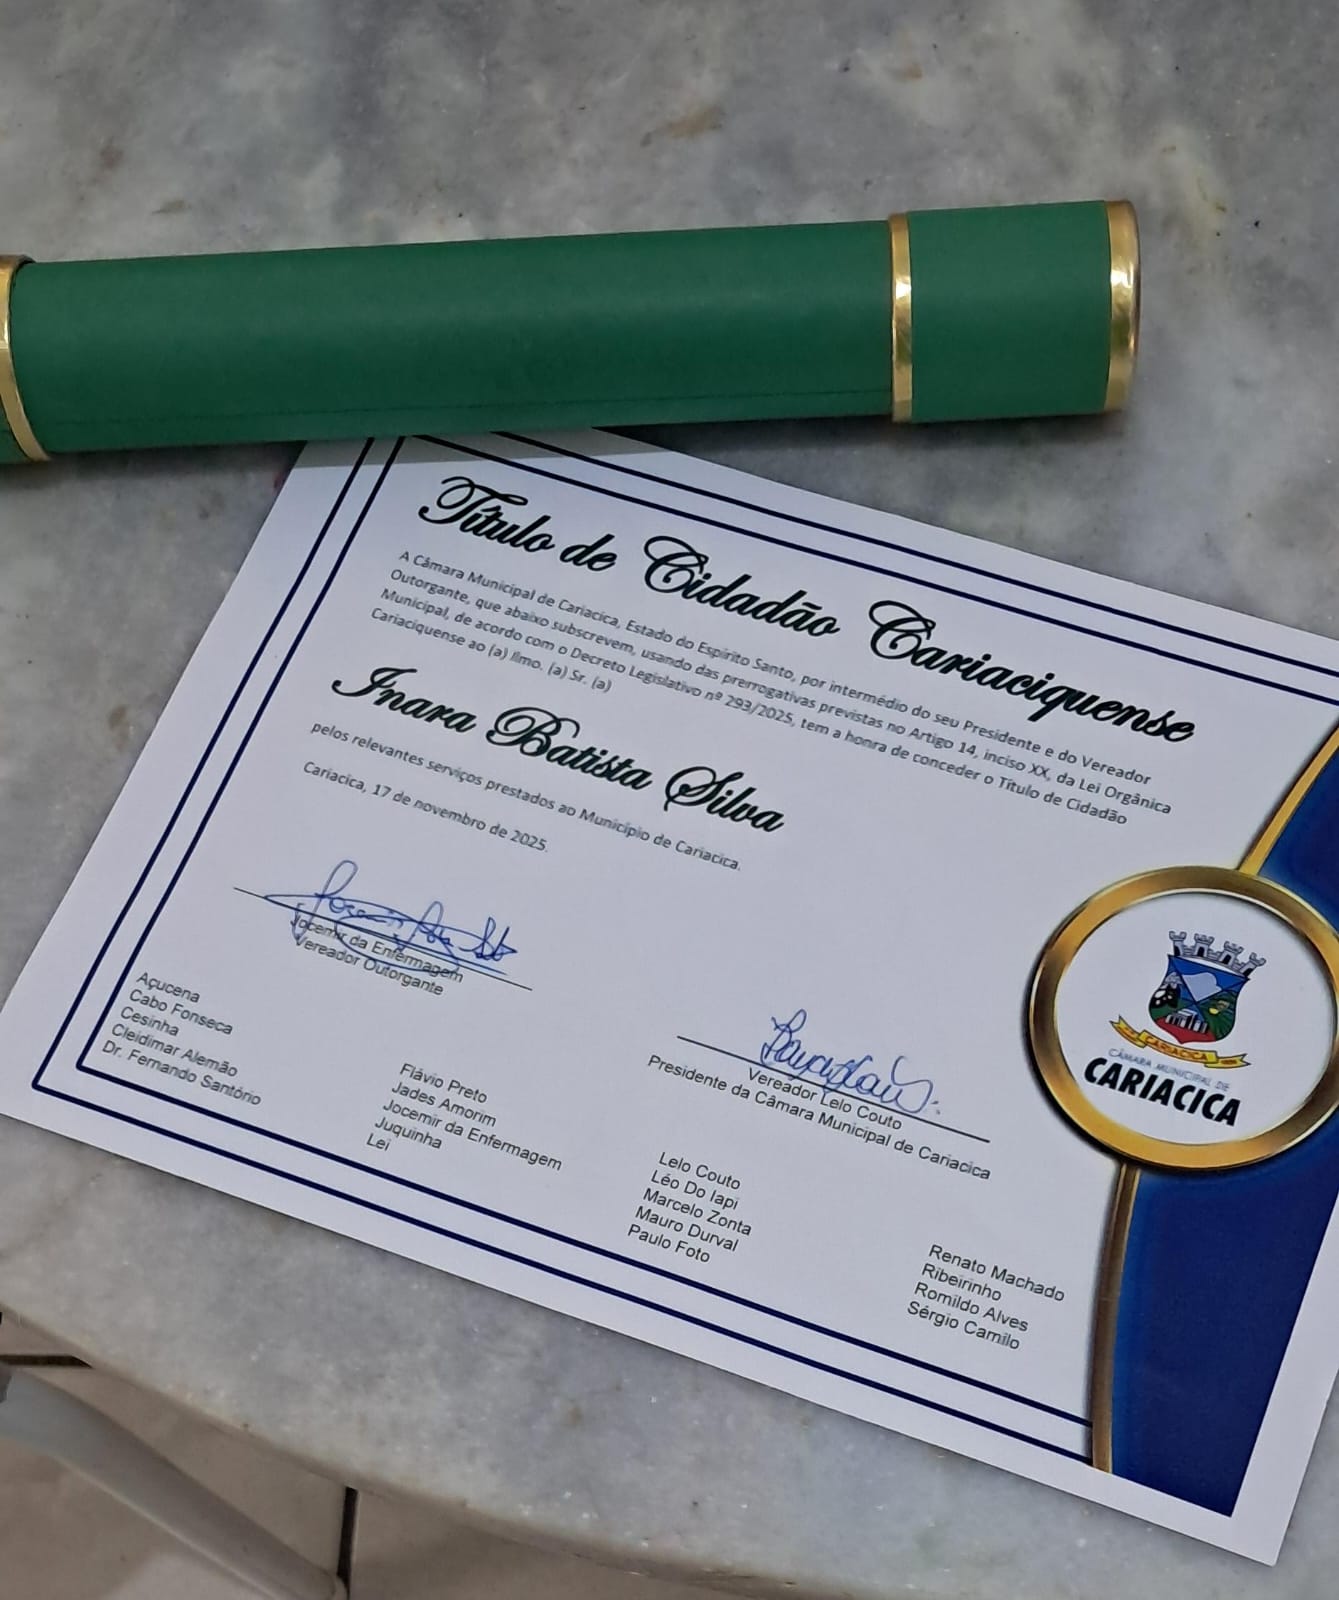 Título de Cidadão Cariaciquense
A Câmara Municipal de Cariacica, Estado do Espírito Santo, por intermédio do seu Presidente e do Vereador
Outorgante, que abaixo subscrevem, usando das prerrogativas previstas no Artigo 14, inciso XX, da Lei Orgânica
Municipal, de acordo com o Decreto Legislativo nº 293/2025, tem a honra de conceder o Título de Cidadão
Cariaciquense ao (a) Ilmo. (a) Sr. (a)
Inara Batista Silva
pelos relevantes serviços prestados ao Município de Cariacica.
Cariacica, 17 de novembro de 2025.
Jocemir da Enfermagem
Vereador Outorgante
Vereador Lelo Couto
Presidente da Câmara Municipal de Cariacica
Açucena
Cabo Fonseca
Cesinha
Cleidimar Alemão
Dr. Fernando Santório
Flávio Preto
Jades Amorim
Jocemir da Enfermagem
Juquinha
Lei
Lelo Couto
Léo Do Iapi
Marcelo Zonta
Mauro Durval
Paulo Foto
Renato Machado
Ribeirinho
Romildo Alves
Sérgio Camilo
CARIACICA
CÂMARA MUNICIPAL DE
CARIACICA